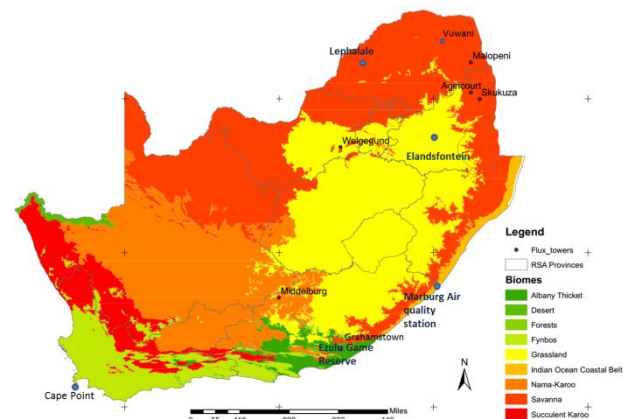 Vuwani
Lephalale
Malopeni
Agincourt
Skukuza
Welgegund
Elandsfontein
Middelburg
Marburg Air
quality
station
Grahamstown
Ezulu Game
Reserve
Cape Point
N
Miles
Legend
Flux_towers
RSA Provinces
Biomes
Albany Thicket
Desert
Forests
Fynbos
Grassland
Indian Ocean Coastal Belt
Nama-Karoo
Savanna
Succulent Karoo